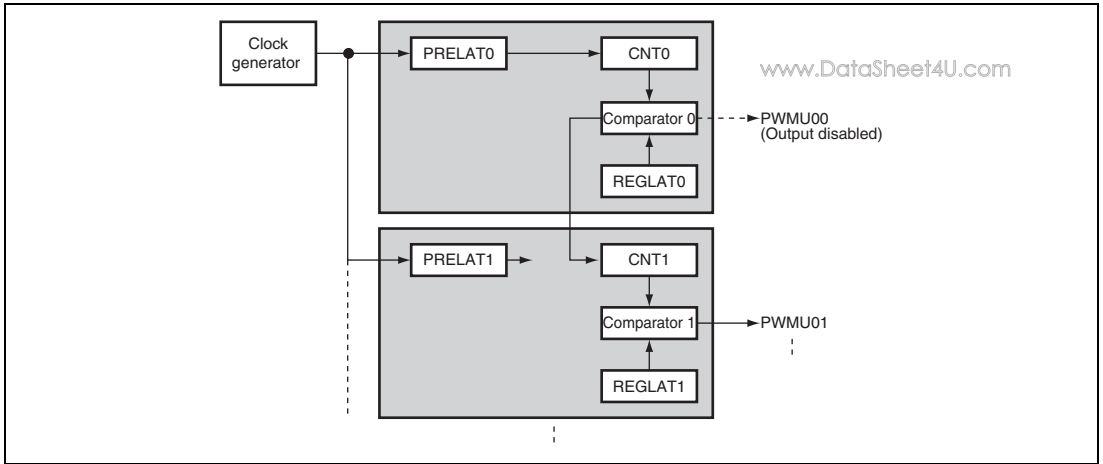 Clock
generator
PRELAT0
CNT0
www.DataSheet4U.com
Comparator 0
PWMU00
(Output disabled)
REGLAT0
PRELAT1
CNT1
Comparator 1
PWMU01
REGLAT1